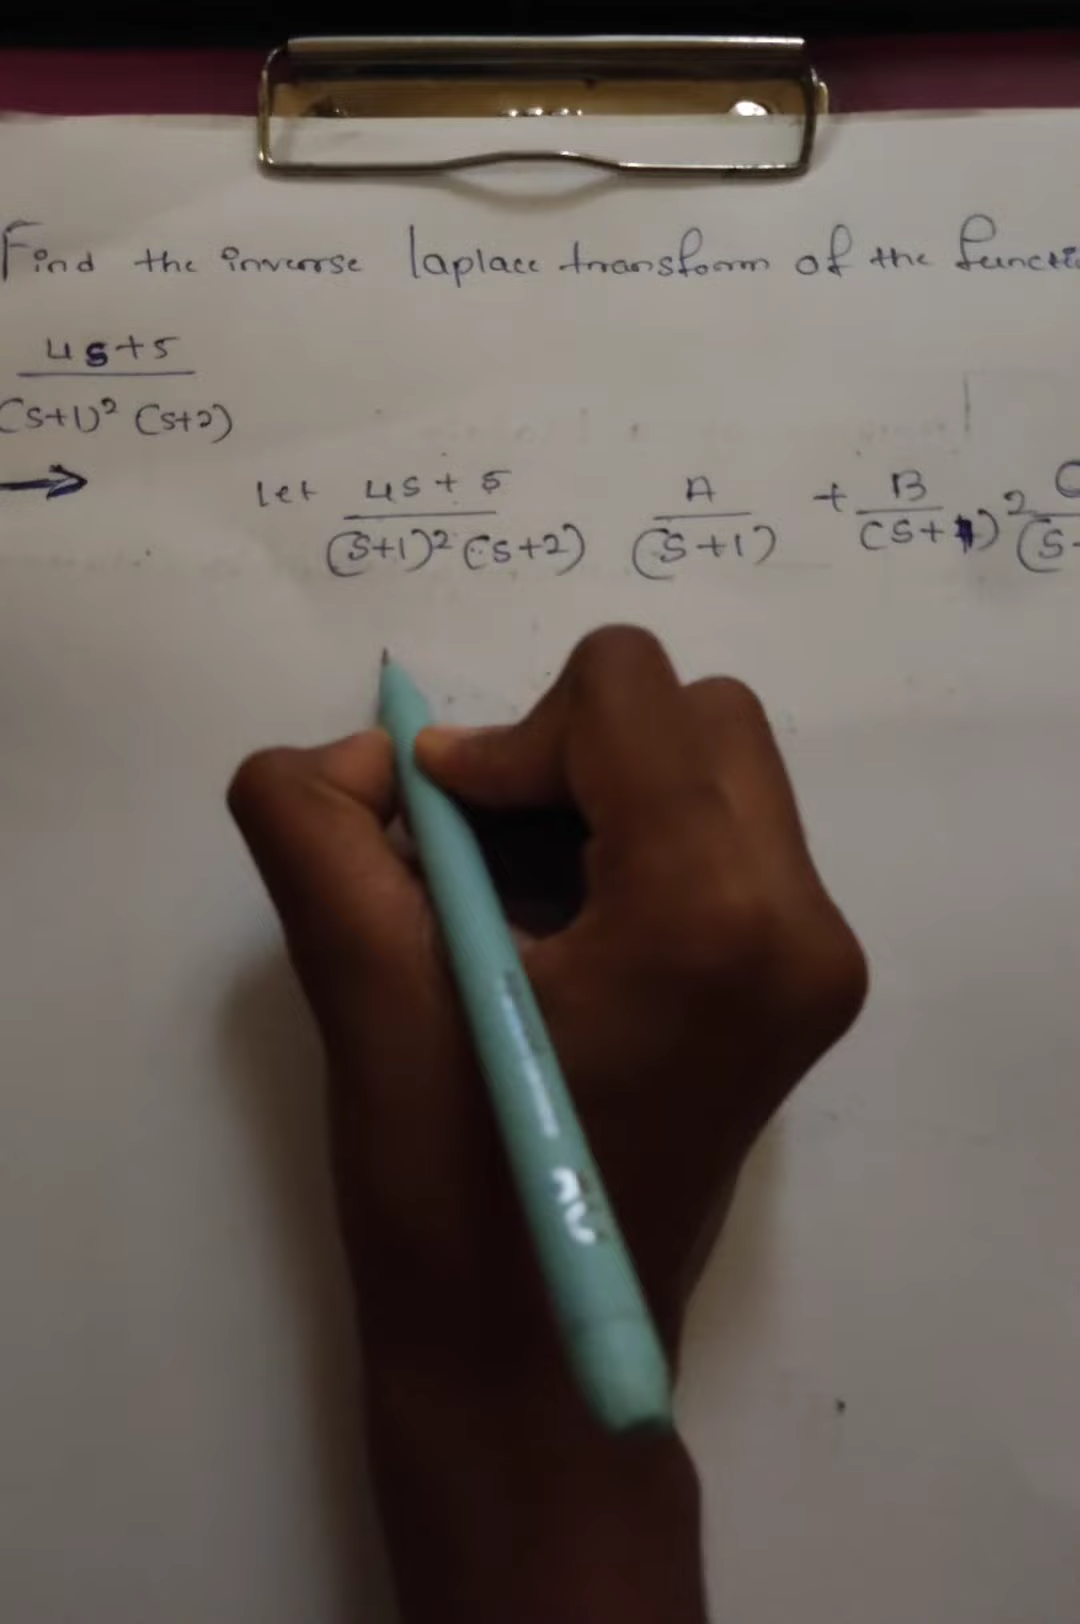 Find the inverse laplace transform of the functi
4s+5
(s+1)² (s+2)
→ Let 4s+5 A + B C
(s+1)² (s+2) (s+1) (s+1)² (s-